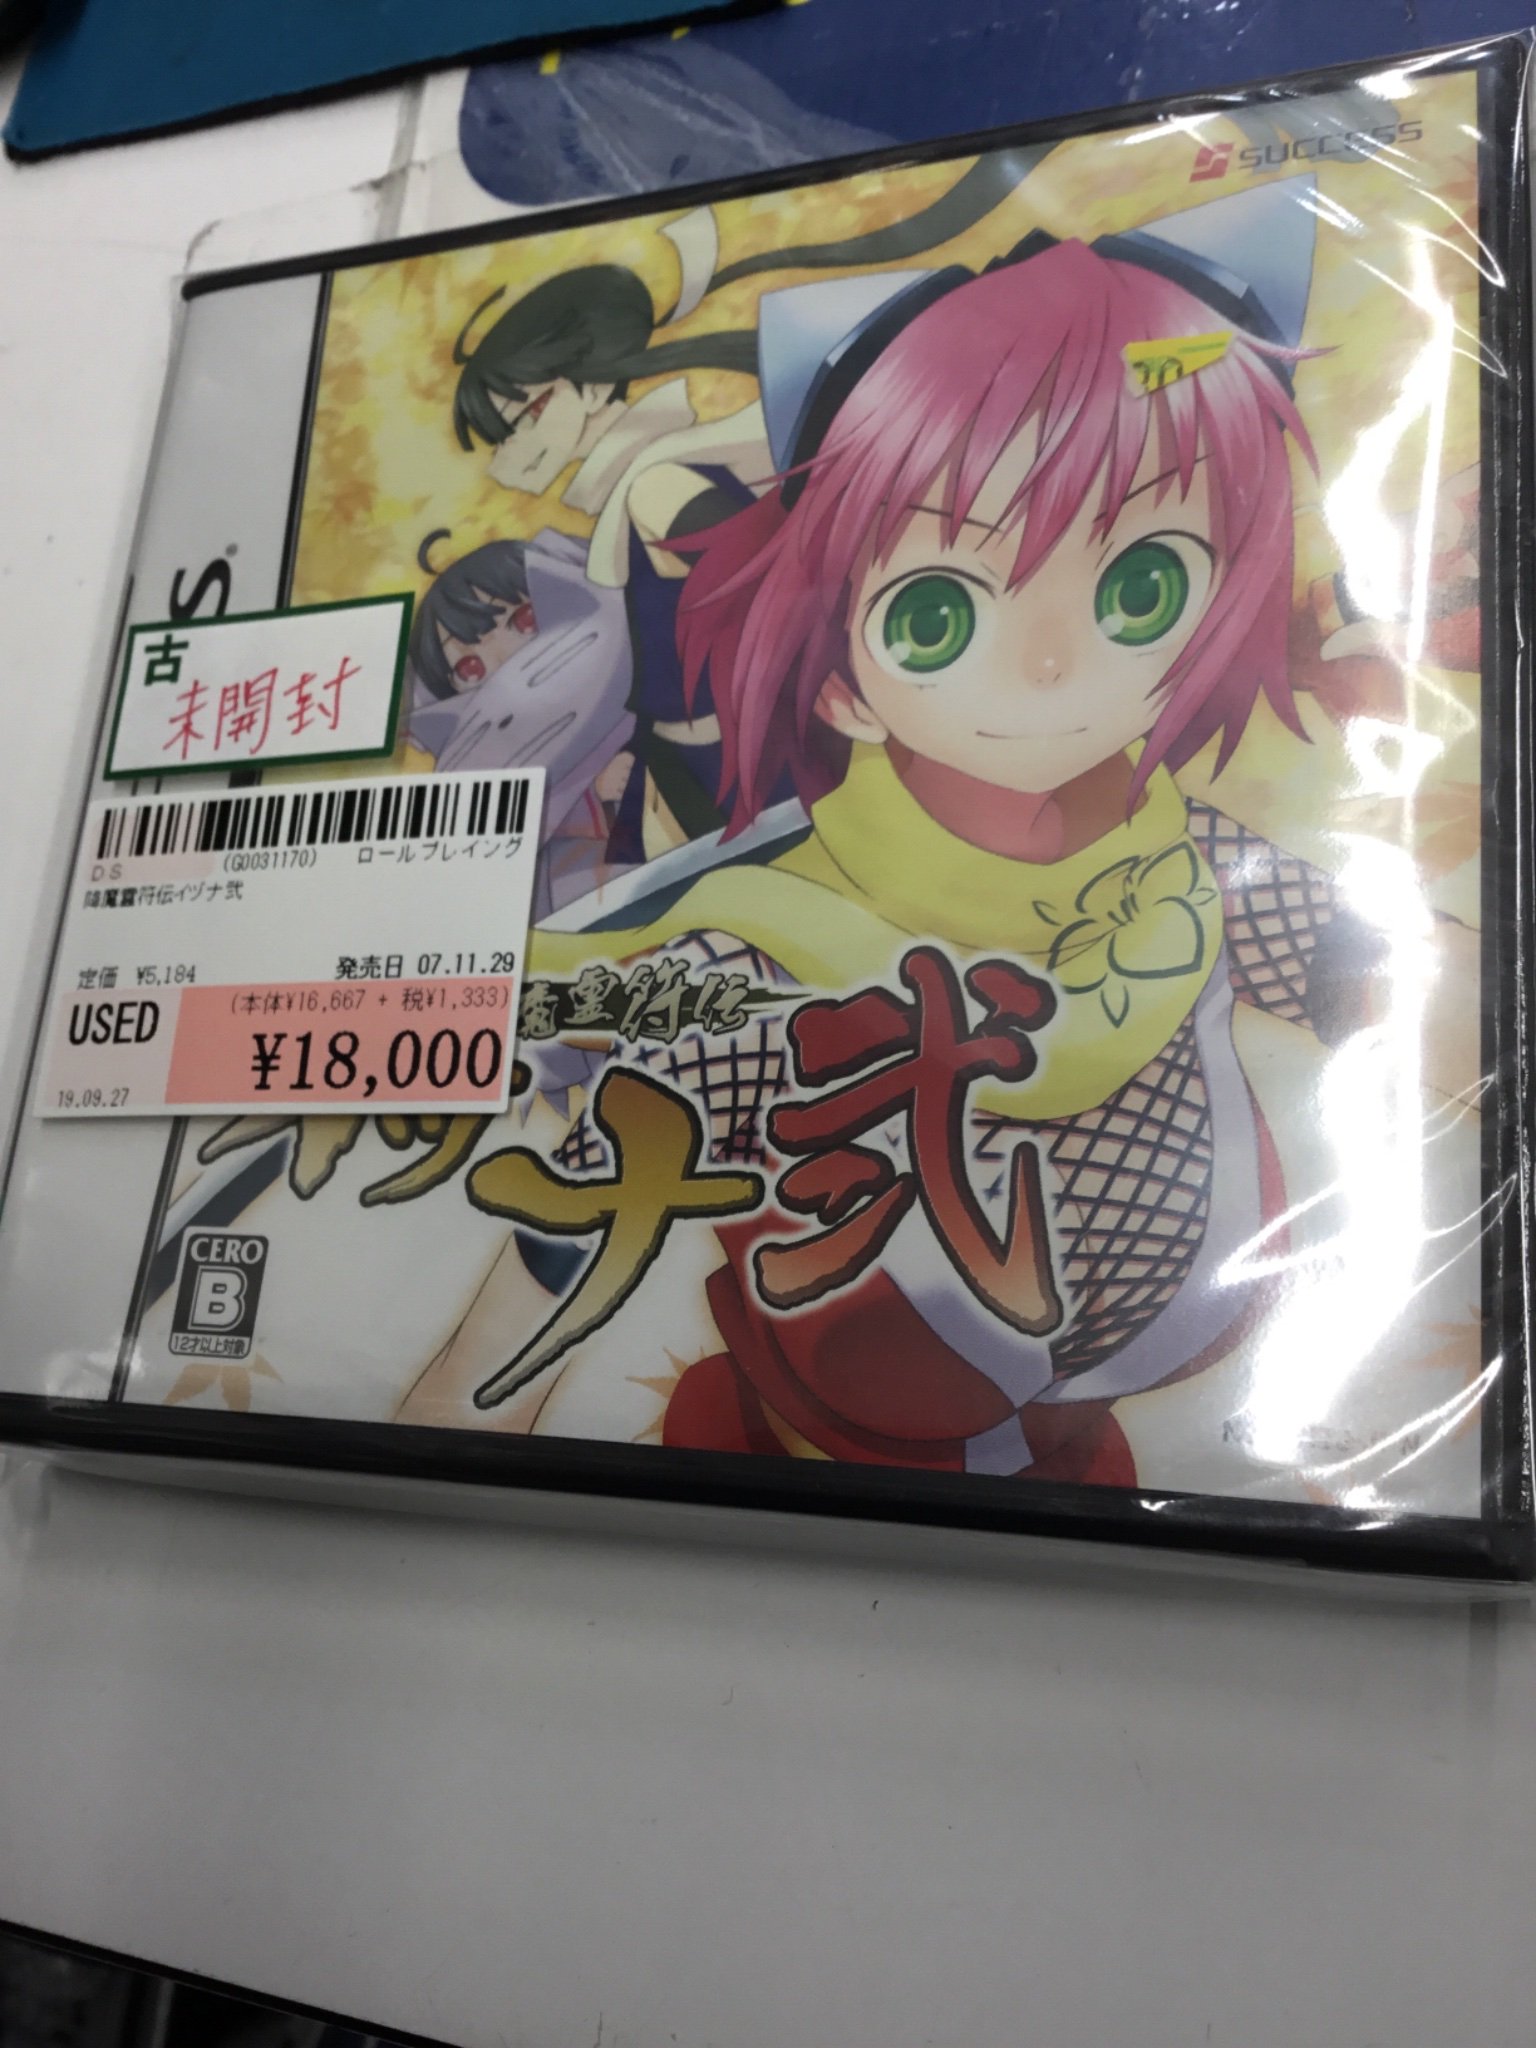 SUCCESS
S
古
未開封
DS (G0031170) ロールプレイング
降魔霊符伝イヅナ弐
定価 ¥5,184 発売日 07.11.29
USED (本体¥16,667 + 税¥1,333)
¥18,000
19.09.27
魔霊符伝
イヅナ弐
CERO
B
12才以上対象